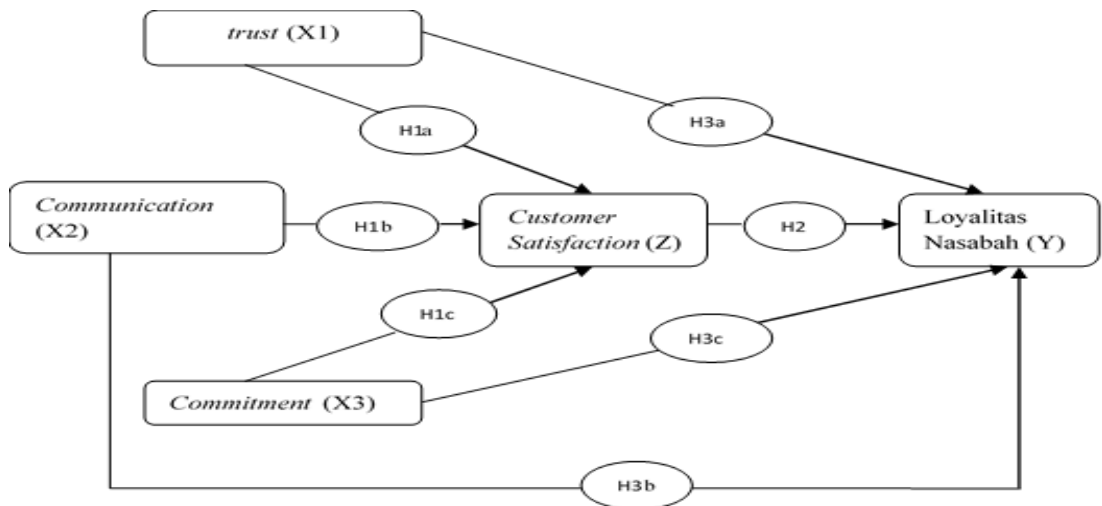 trust (X1)
H1a
H3a
Communication
(X2)
H1b
Customer
Satisfaction (Z)
H2
Loyalitas
Nasabah (Y)
H1c
H3c
Commitment (X3)
H3b